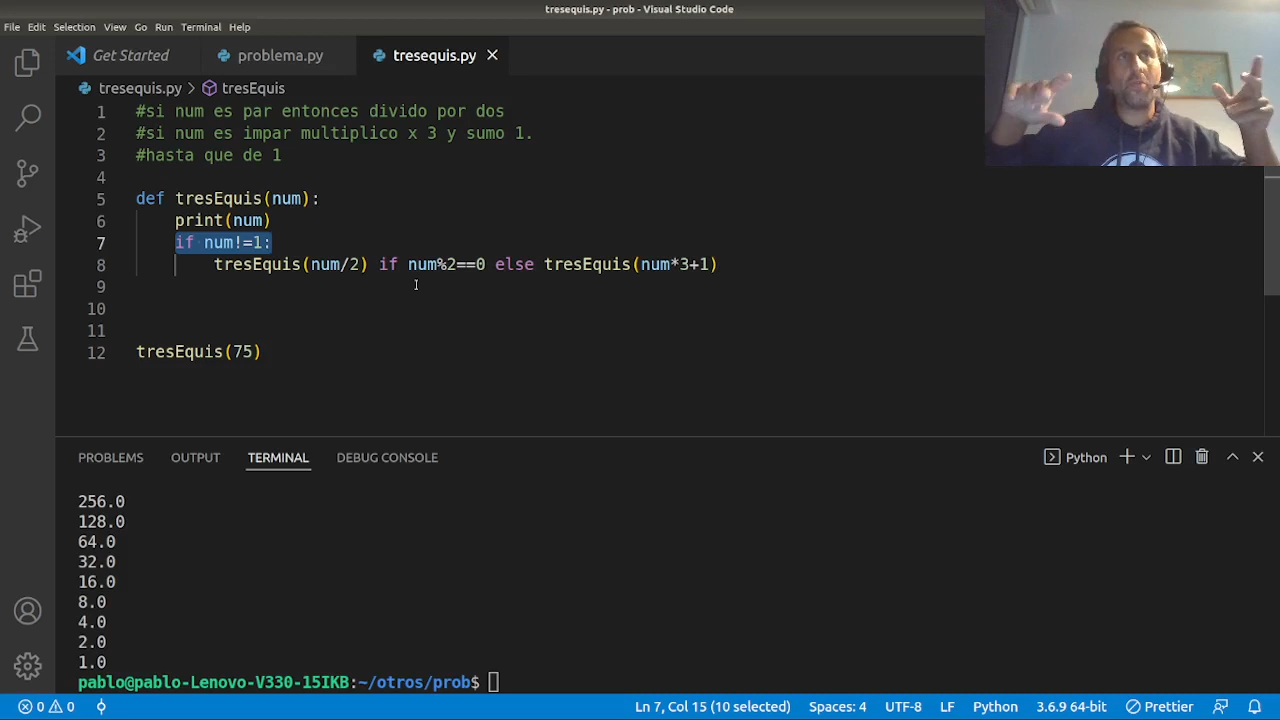 tresequis.py - prob - Visual Studio Code
File Edit Selection View Go Run Terminal Help
Get Started problema.py tresequis.py
tresequis.py > tresEquis
1 #si num es par entonces divido por dos
2 #si num es impar multiplico x 3 y sumo 1.
3 #hasta que de 1
4
5 def tresEquis(num):
6 print(num)
7 if num!=1:
8 tresEquis(num/2) if num%2==0 else tresEquis(num*3+1)
9
10
11
12 tresEquis(75)
PROBLEMS OUTPUT TERMINAL DEBUG CONSOLE Python
256.0
128.0
64.0
32.0
16.0
8.0
4.0
2.0
1.0
pablo@pablo-Lenovo-V330-15IKB:~/otros/prob$
0 0 Ln 7, Col 15 (10 selected) Spaces: 4 UTF-8 LF Python 3.6.9 64-bit Prettier